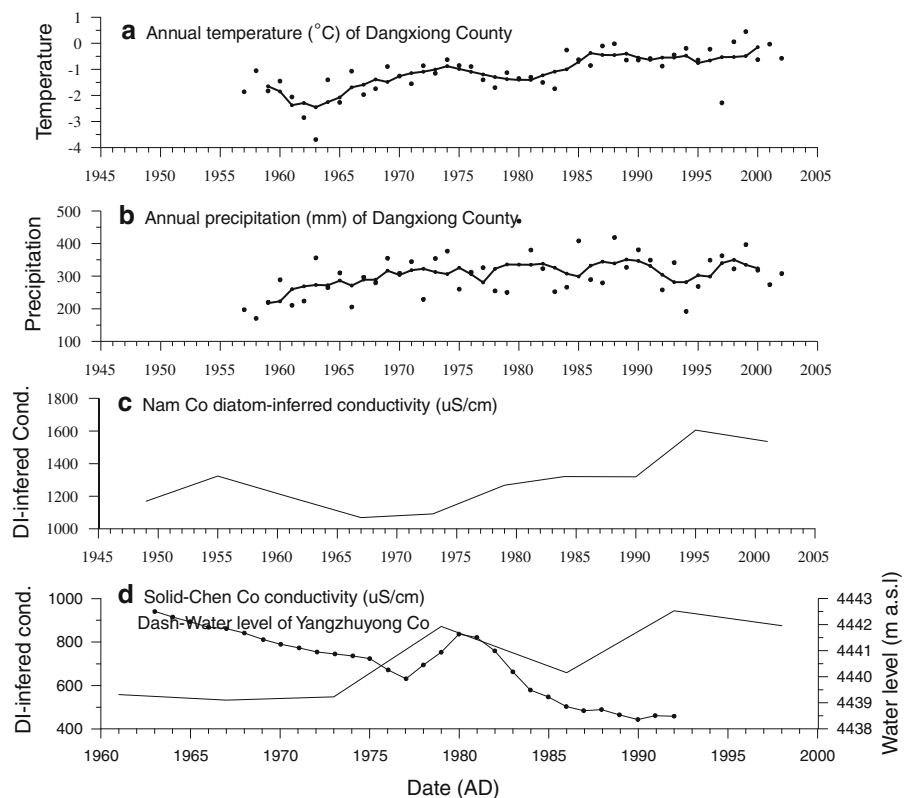 a Annual temperature (°C) of Dangxiong County
Temperature
1
0
-1
-2
-3
-4
1945 1950 1955 1960 1965 1970 1975 1980 1985 1990 1995 2000 2005
b Annual precipitation (mm) of Dangxiong County
Precipitation
500
400
300
200
100
1945 1950 1955 1960 1965 1970 1975 1980 1985 1990 1995 2000 2005
c Nam Co diatom-inferred conductivity (uS/cm)
DI-infered Cond.
1800
1600
1400
1200
1000
1945 1950 1955 1960 1965 1970 1975 1980 1985 1990 1995 2000 2005
d Solid-Chen Co conductivity (uS/cm)
Dash-Water level of Yangzhuyong Co
DI-infered cond.
1000
800
600
400
4443
4442
4441
4440
4439
4438
Water level (m a.s.l)
1960 1965 1970 1975 1980 1985 1990 1995 2000
Date (AD)